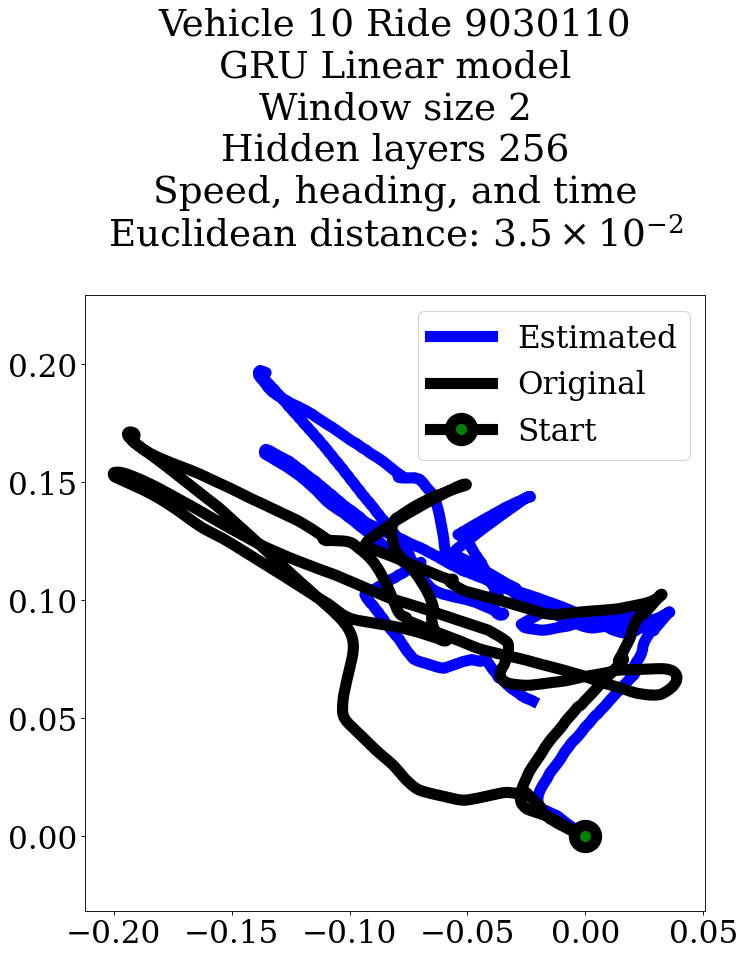 Vehicle 10 Ride 9030110
GRU Linear model
Window size 2
Hidden layers 256
Speed, heading, and time
Euclidean distance: 3.5 × 10⁻²
Estimated
Original
Start
0.20
0.15
0.10
0.05
0.00
−0.20 −0.15 −0.10 −0.05 0.00 0.05